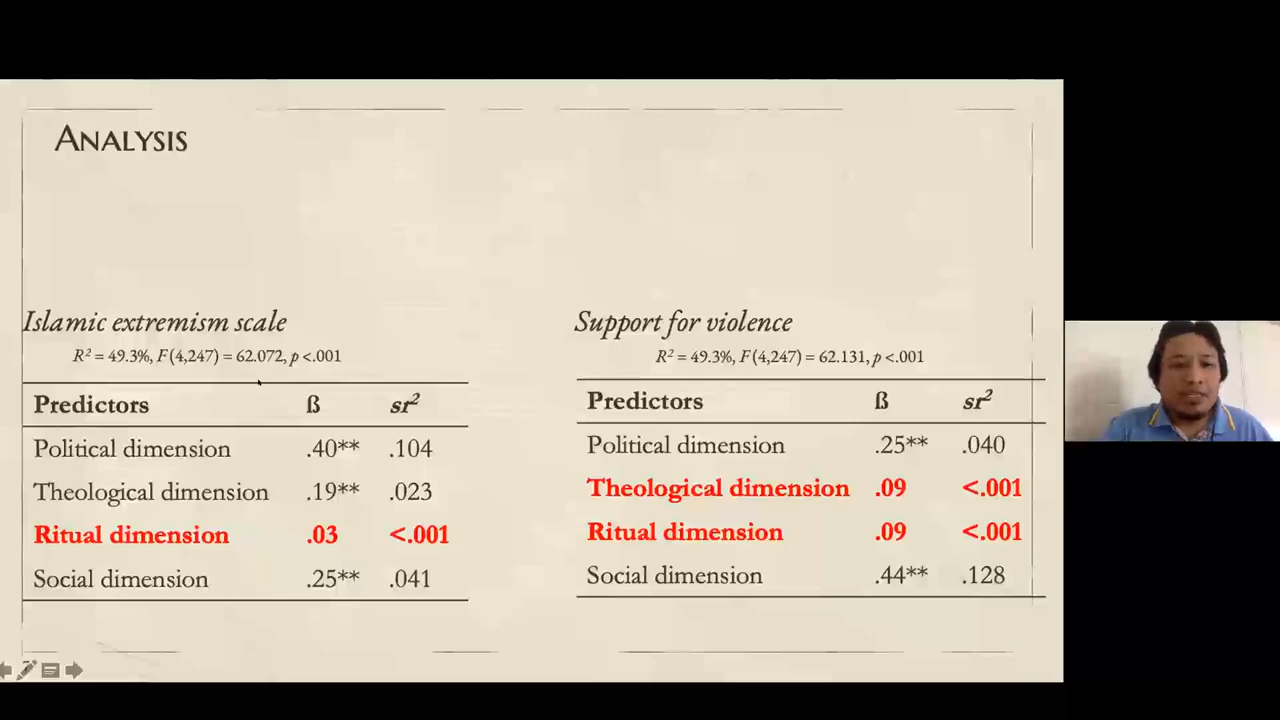 ANALYSIS
Islamic extremism scale
R² = 49.3%, F(4,247) = 62.072, p <.001
Predictors ß sr²
Political dimension .40** .104
Theological dimension .19** .023
Ritual dimension .03 <.001
Social dimension .25** .041
Support for violence
R² = 49.3%, F(4,247) = 62.131, p <.001
Predictors ß sr²
Political dimension .25** .040
Theological dimension .09 <.001
Ritual dimension .09 <.001
Social dimension .44** .128